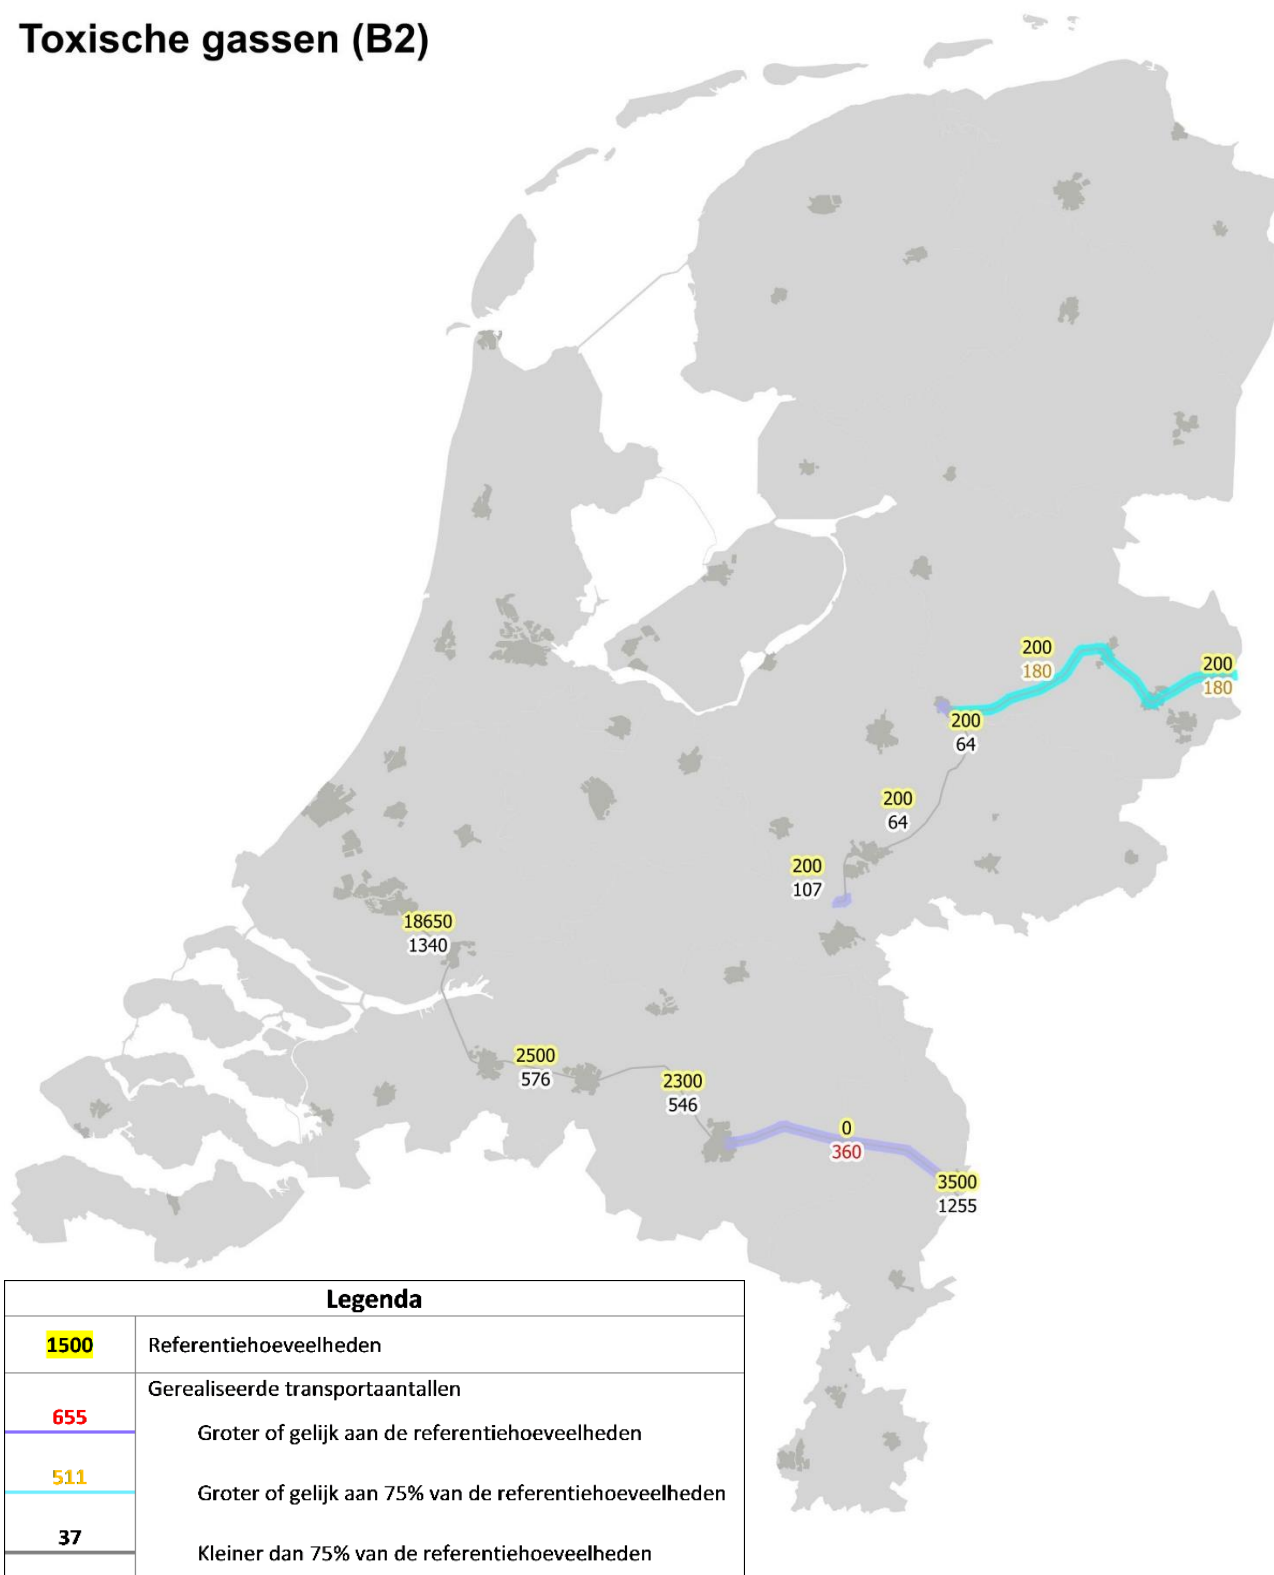 Toxische gassen (B2)
200
180
200
180
200
64
200
64
200
107
18650
1340
2500
576
2300
546
0
360
3500
1255
Legenda
1500 Referentiehoeveelheden
Gerealiseerde transportaantallen
655 Groter of gelijk aan de referentiehoeveelheden
511 Groter of gelijk aan 75% van de referentiehoeveelheden
37 Kleiner dan 75% van de referentiehoeveelheden